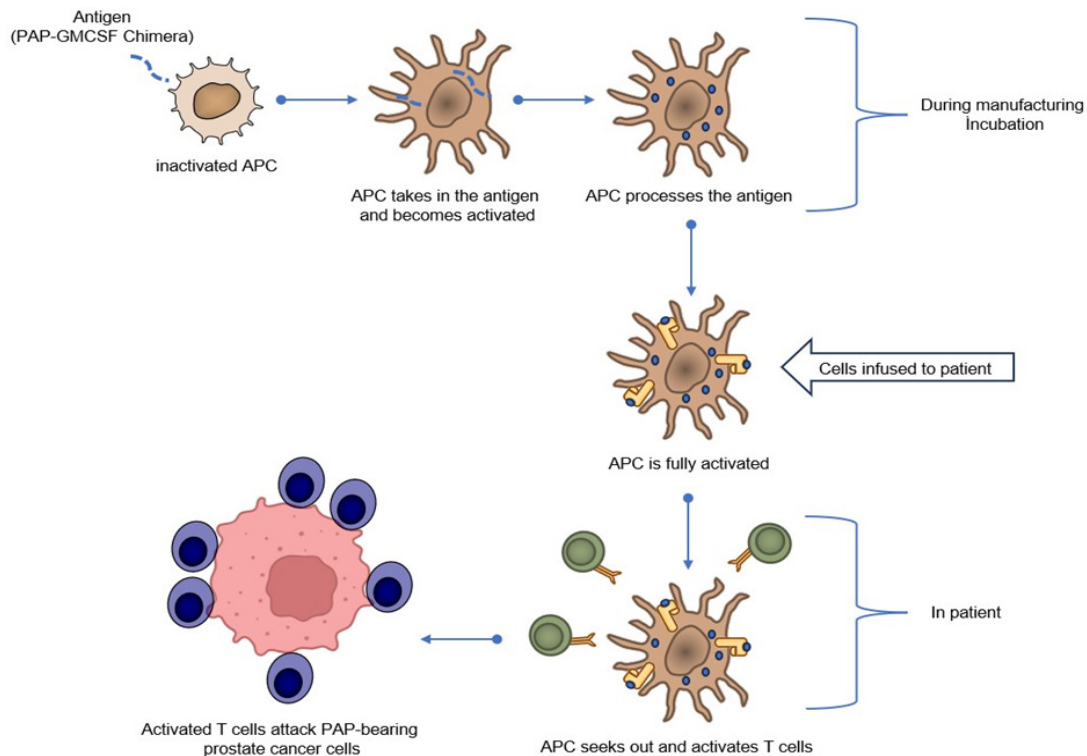 Antigen
(PAP-GMCSF Chimera)
inactivated APC
APC takes in the antigen
and becomes activated
APC processes the antigen
During manufacturing
Incubation
Cells infused to patient
APC is fully activated
In patient
Activated T cells attack PAP-bearing
prostate cancer cells
APC seeks out and activates T cells